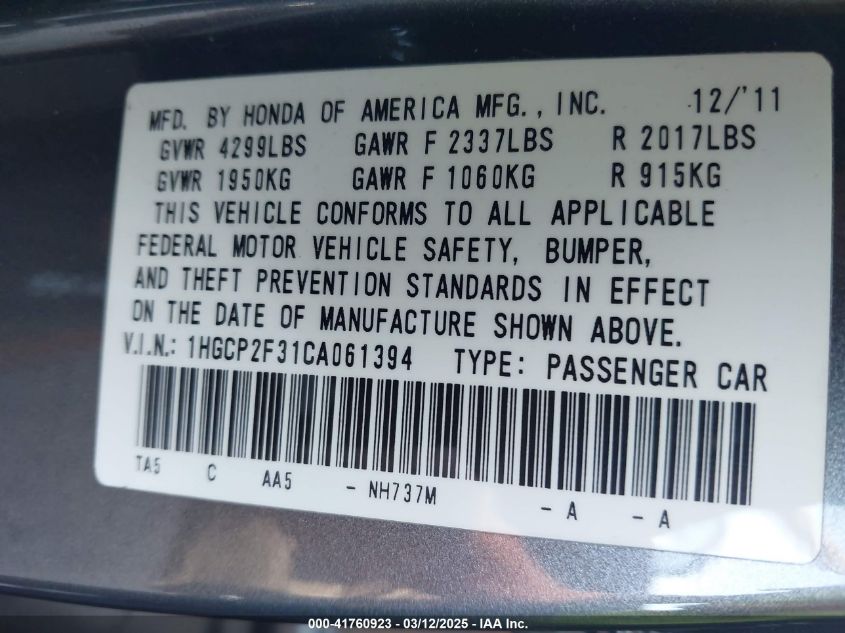 MFD. BY HONDA OF AMERICA MFG., INC. 12/'11
GVWR 4299LBS GAWR F 2337LBS R 2017LBS
GVWR 1950KG GAWR F 1060KG R 915KG
THIS VEHICLE CONFORMS TO ALL APPLICABLE
FEDERAL MOTOR VEHICLE SAFETY, BUMPER,
AND THEFT PREVENTION STANDARDS IN EFFECT
ON THE DATE OF MANUFACTURE SHOWN ABOVE.
V.I.N.: 1HGCP2F31CA061394 TYPE: PASSENGER CAR
TA5 C AA5 - NH737M - A - A
000-41760923 - 03/12/2025 - IAA Inc.